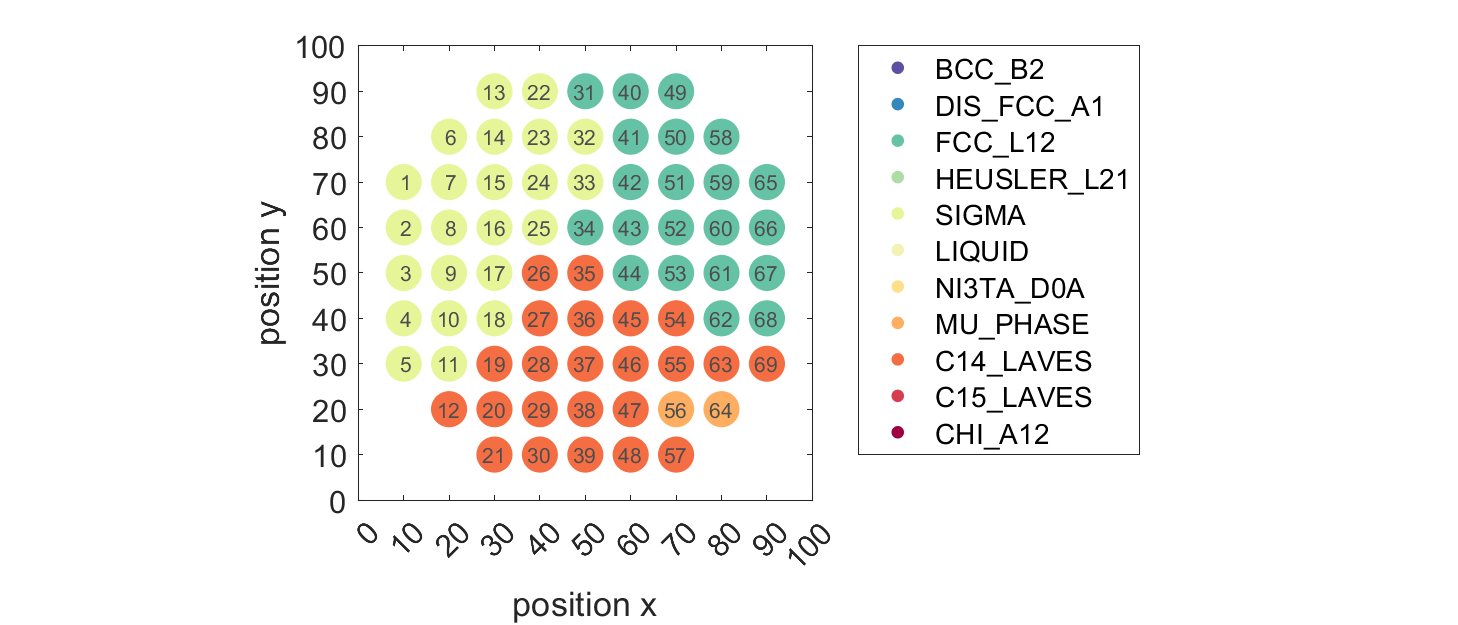 100
90
80
70
60
50
40
30
20
10
0
position y
13 22 31 40 49
6 14 23 32 41 50 58
1 7 15 24 33 42 51 59 65
2 8 16 25 34 43 52 60 66
3 9 17 26 35 44 53 61 67
4 10 18 27 36 45 54 62 68
5 11 19 28 37 46 55 63 69
12 20 29 38 47 56 64
21 30 39 48 57
0 10 20 30 40 50 60 70 80 90 100
position x
BCC_B2
DIS_FCC_A1
FCC_L12
HEUSLER_L21
SIGMA
LIQUID
NI3TA_D0A
MU_PHASE
C14_LAVES
C15_LAVES
CHI_A12